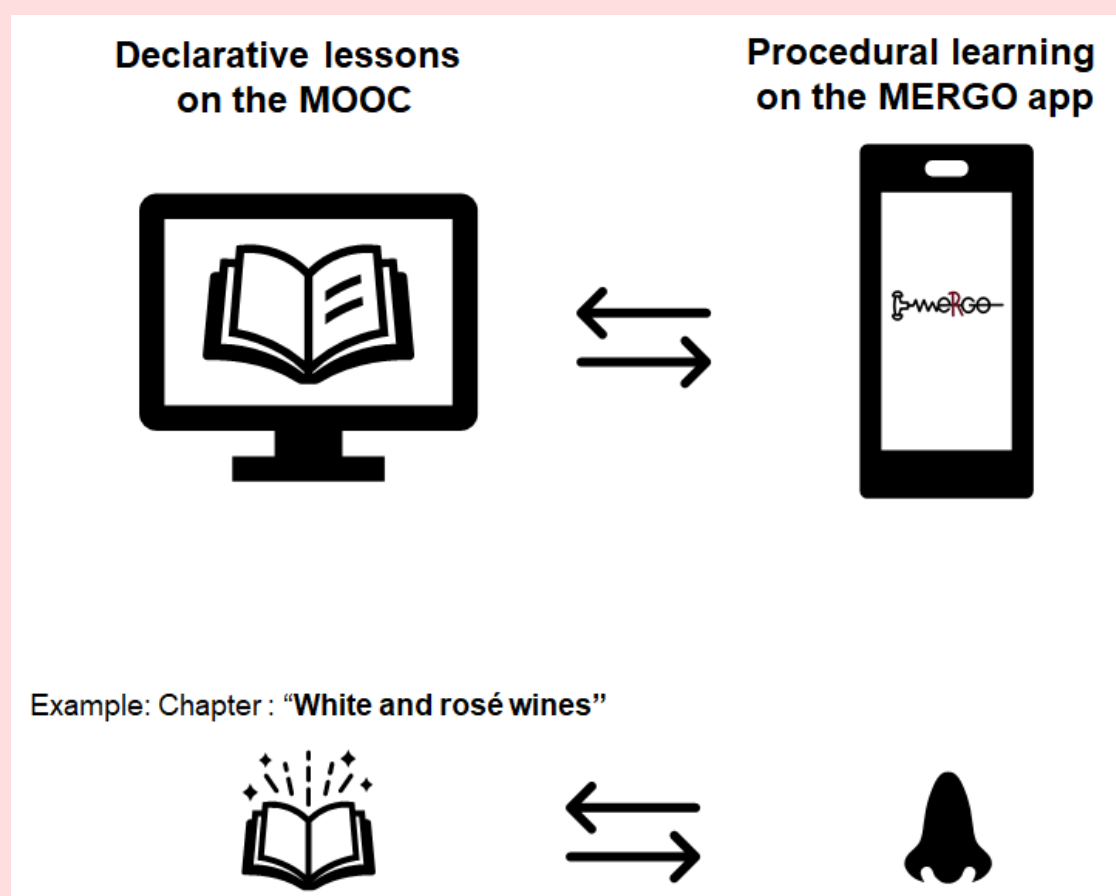 Declarative lessons
on the MOOC
Procedural learning
on the MERGO app
meRGO
Example: Chapter : “White and rosé wines”